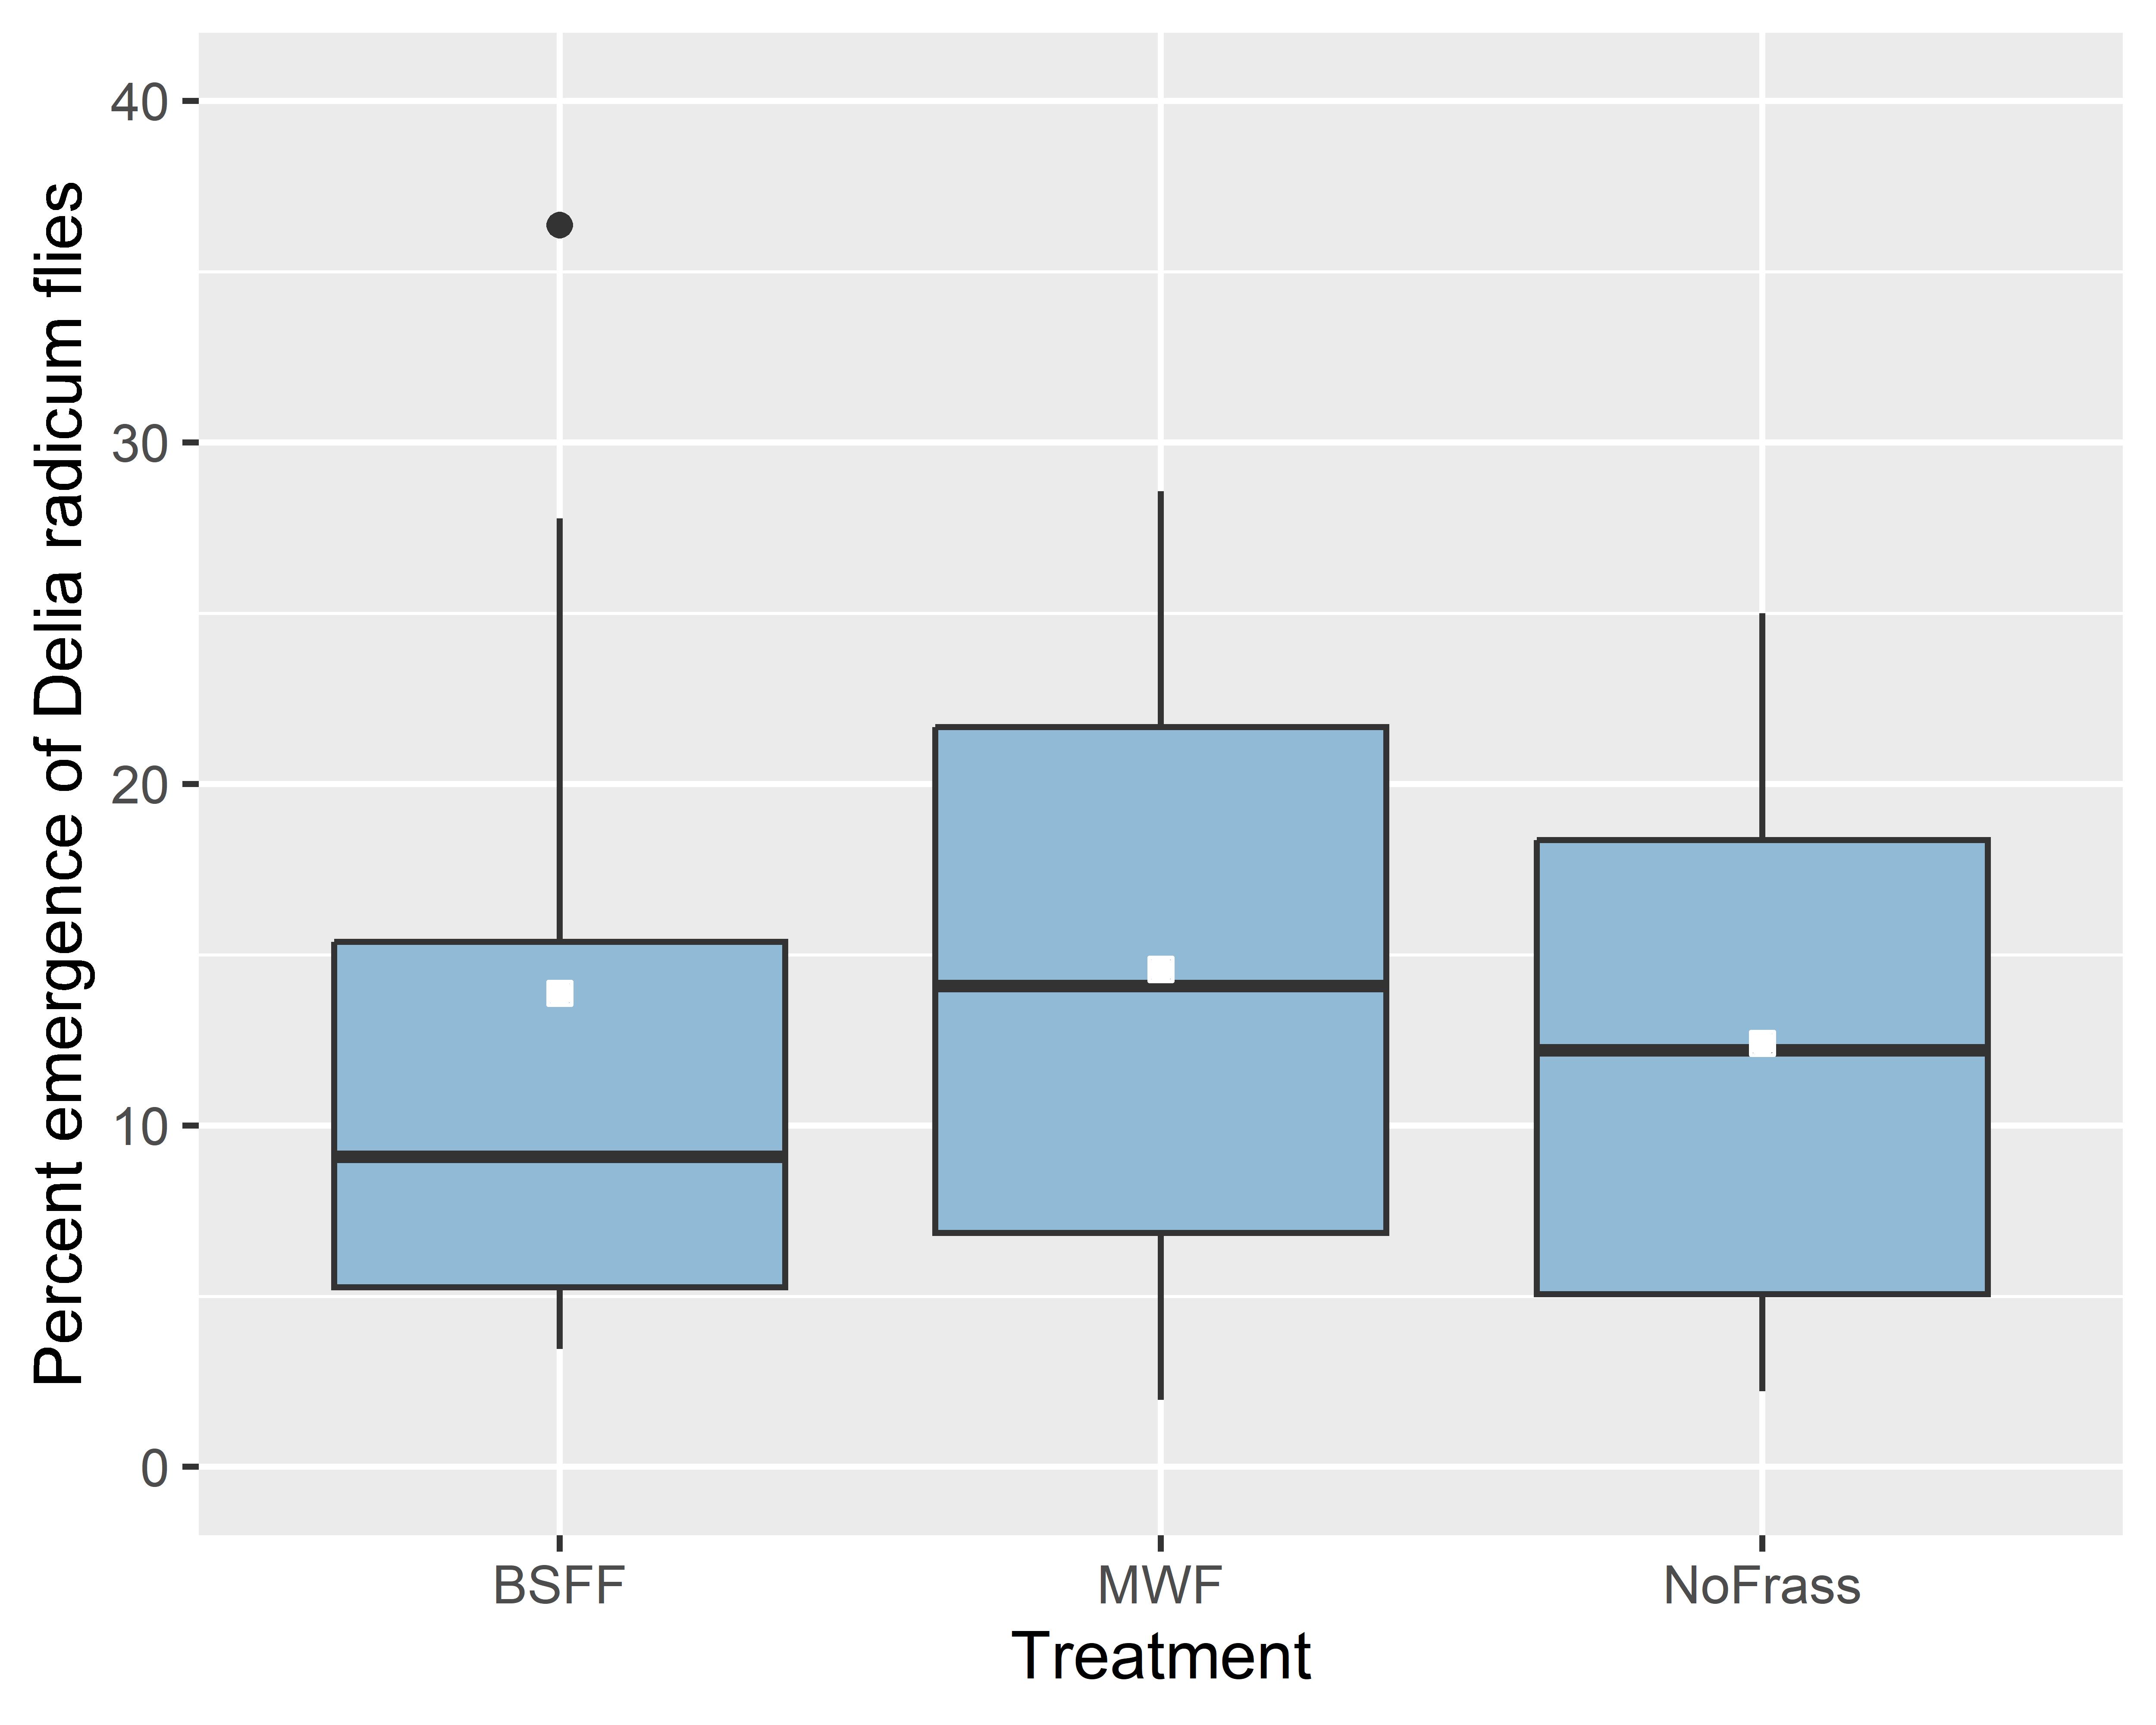 Percent emergence of Delia radicum flies
40
30
20
10
0
BSFF MWF NoFrass
Treatment